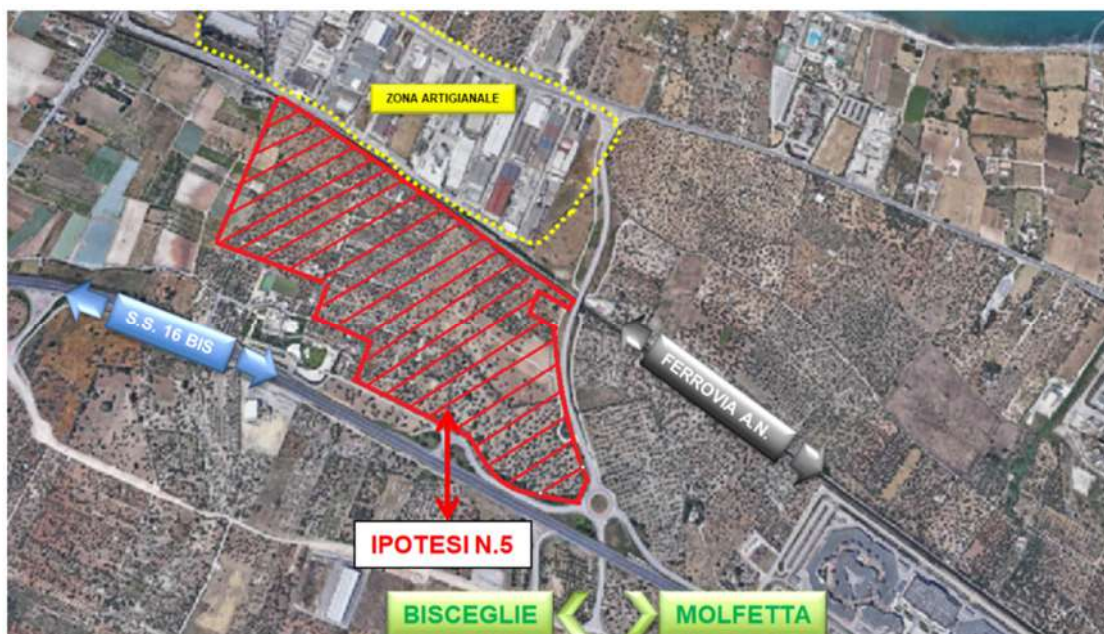 ZONA ARTIGIANALE
S.S. 16 BIS
FERROVIA A.N.
IPOTESI N.5
BISCEGLIE
MOLFETTA